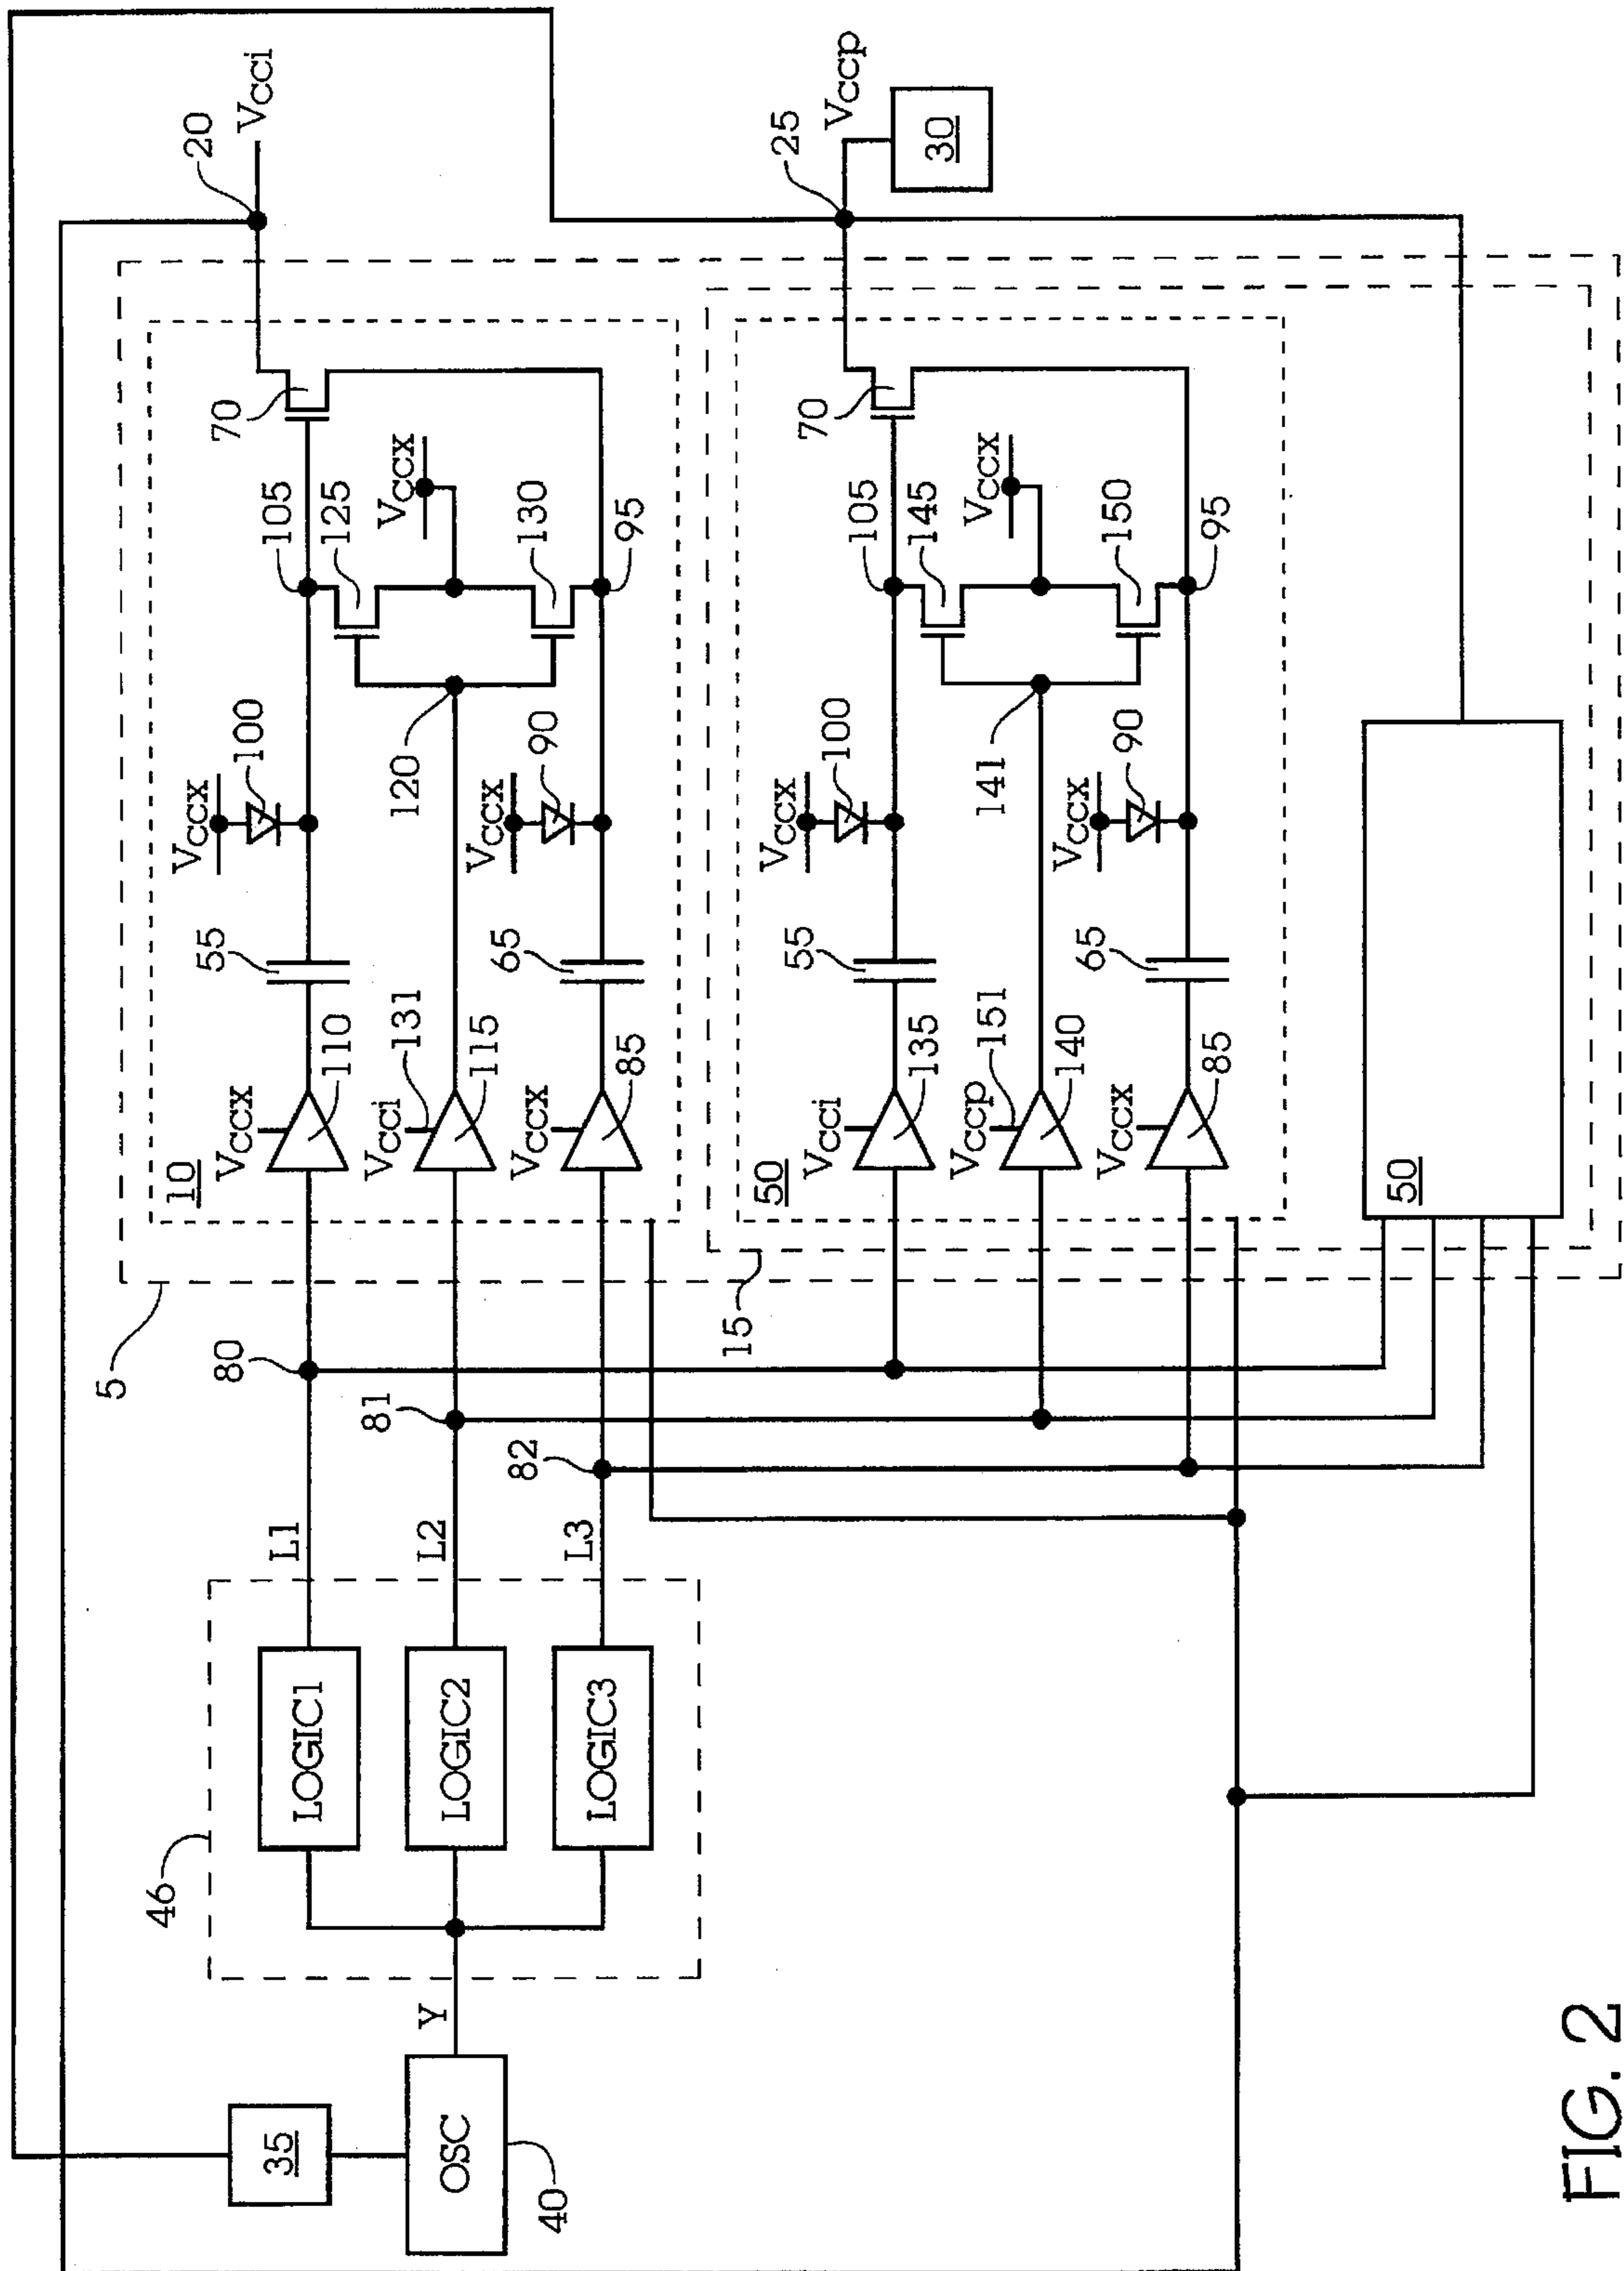 35
OSC
40
Y
46
LOGIC1
LOGIC2
LOGIC3
L1
L2
L3
80
81
82
5
15
10
VCCX
110
VCCi
131
115
VCCX
85
55
65
VCCX
100
VCCX
90
120
105
125
VCCX
130
95
70
20
VCCi
50
VCCi
135
VCCp
151
140
VCCX
85
55
65
VCCX
100
VCCX
90
141
105
145
VCCX
150
95
70
25
VCCp
30
50
FIG. 2